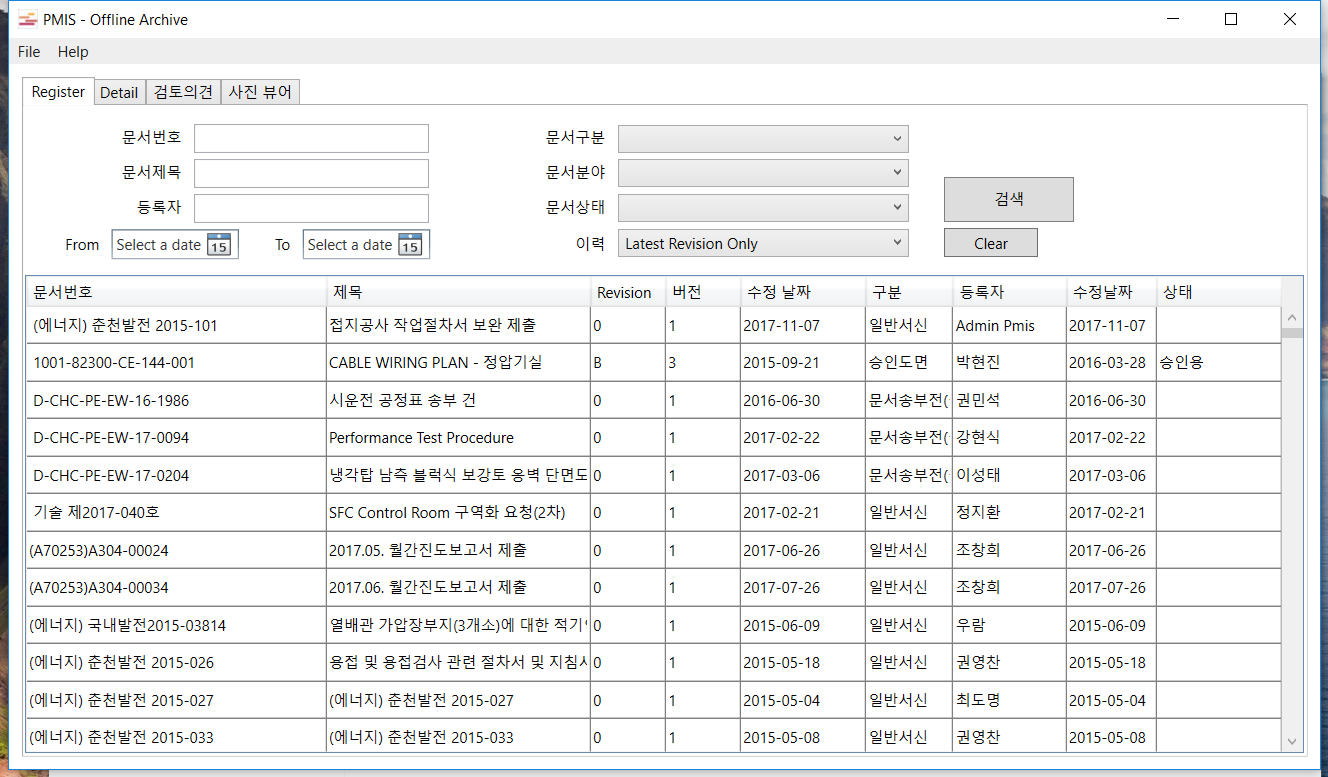 PMIS - Offline Archive
File Help
Register Detail 검토의견 사진 뷰어
문서번호 문서구분
문서제목 문서분야
등록자 문서상태 검색
From Select a date 15 To Select a date 15 이력 Latest Revision Only Clear
문서번호 제목 Revision 버전 수정 날짜 구분 등록자 수정날짜 상태
(에너지) 춘천발전 2015-101 접지공사 작업절차서 보완 제출 0 1 2017-11-07 일반서신 Admin Pmis 2017-11-07
1001-82300-CE-144-001 CABLE WIRING PLAN - 정압기실 B 3 2015-09-21 승인도면 박현진 2016-03-28 승인용
D-CHC-PE-EW-16-1986 시운전 공정표 송부 건 0 1 2016-06-30 문서송부전( 권민석 2016-06-30
D-CHC-PE-EW-17-0094 Performance Test Procedure 0 1 2017-02-22 문서송부전( 강현식 2017-02-22
D-CHC-PE-EW-17-0204 냉각탑 남측 블럭식 보강토 옹벽 단면도 0 1 2017-03-06 문서송부전( 이성태 2017-03-06
기술 제2017-040호 SFC Control Room 구역화 요청(2차) 0 1 2017-02-21 일반서신 정지환 2017-02-21
(A70253)A304-00024 2017.05. 월간진도보고서 제출 0 1 2017-06-26 일반서신 조창희 2017-06-26
(A70253)A304-00034 2017.06. 월간진도보고서 제출 0 1 2017-07-26 일반서신 조창희 2017-07-26
(에너지) 국내발전2015-03814 열배관 가압장부지(3개소)에 대한 적기 0 1 2015-06-09 일반서신 우람 2015-06-09
(에너지) 춘천발전 2015-026 용접 및 용접검사 관련 절차서 및 지침서 0 1 2015-05-18 일반서신 권영찬 2015-05-18
(에너지) 춘천발전 2015-027 (에너지) 춘천발전 2015-027 0 1 2015-05-04 일반서신 최도명 2015-05-04
(에너지) 춘천발전 2015-033 (에너지) 춘천발전 2015-033 0 1 2015-05-08 일반서신 권영찬 2015-05-08